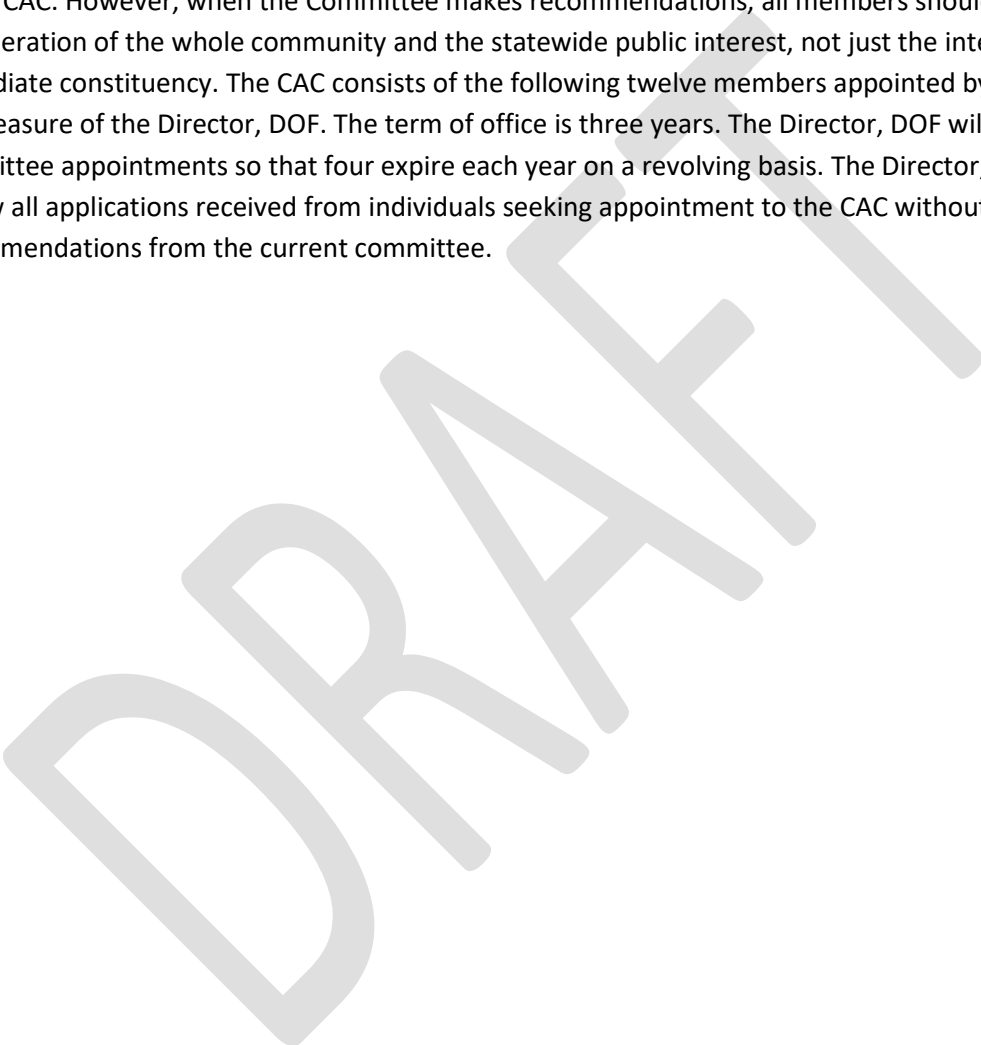 CAC. However, when the Committee makes recommendations, all members should
eration of the whole community and the statewide public interest, not just the inte
diate constituency. The CAC consists of the following twelve members appointed by
easure of the Director, DOF. The term of office is three years. The Director, DOF wil
ittee appointments so that four expire each year on a revolving basis. The Director,
all applications received from individuals seeking appointment to the CAC without
mendations from the current committee.
DRAFT